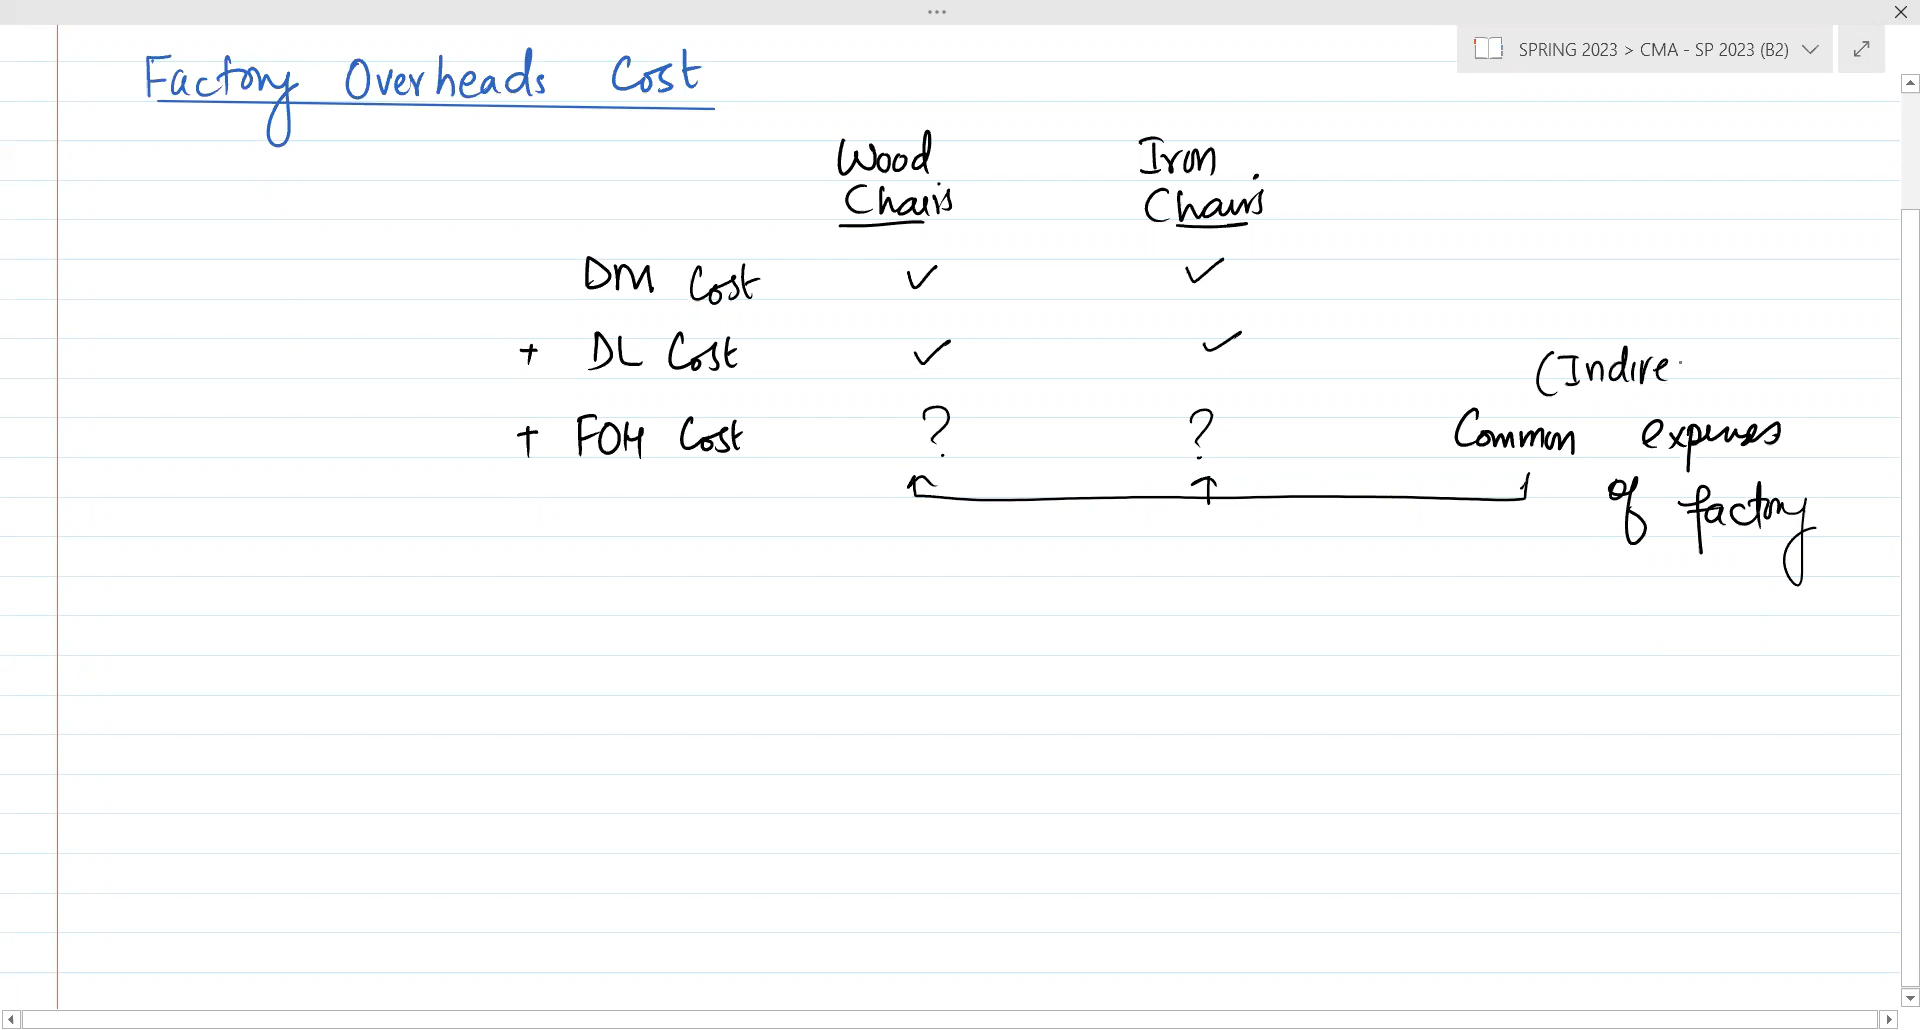 SPRING 2023 > CMA - SP 2023 (B2)
Factory Overheads Cost
Wood Iron
Chairs Chairs
DM Cost ✓ ✓
+ DL Cost ✓ ✓
(Indire
+ FOH Cost ? ? Common expenses
of factory